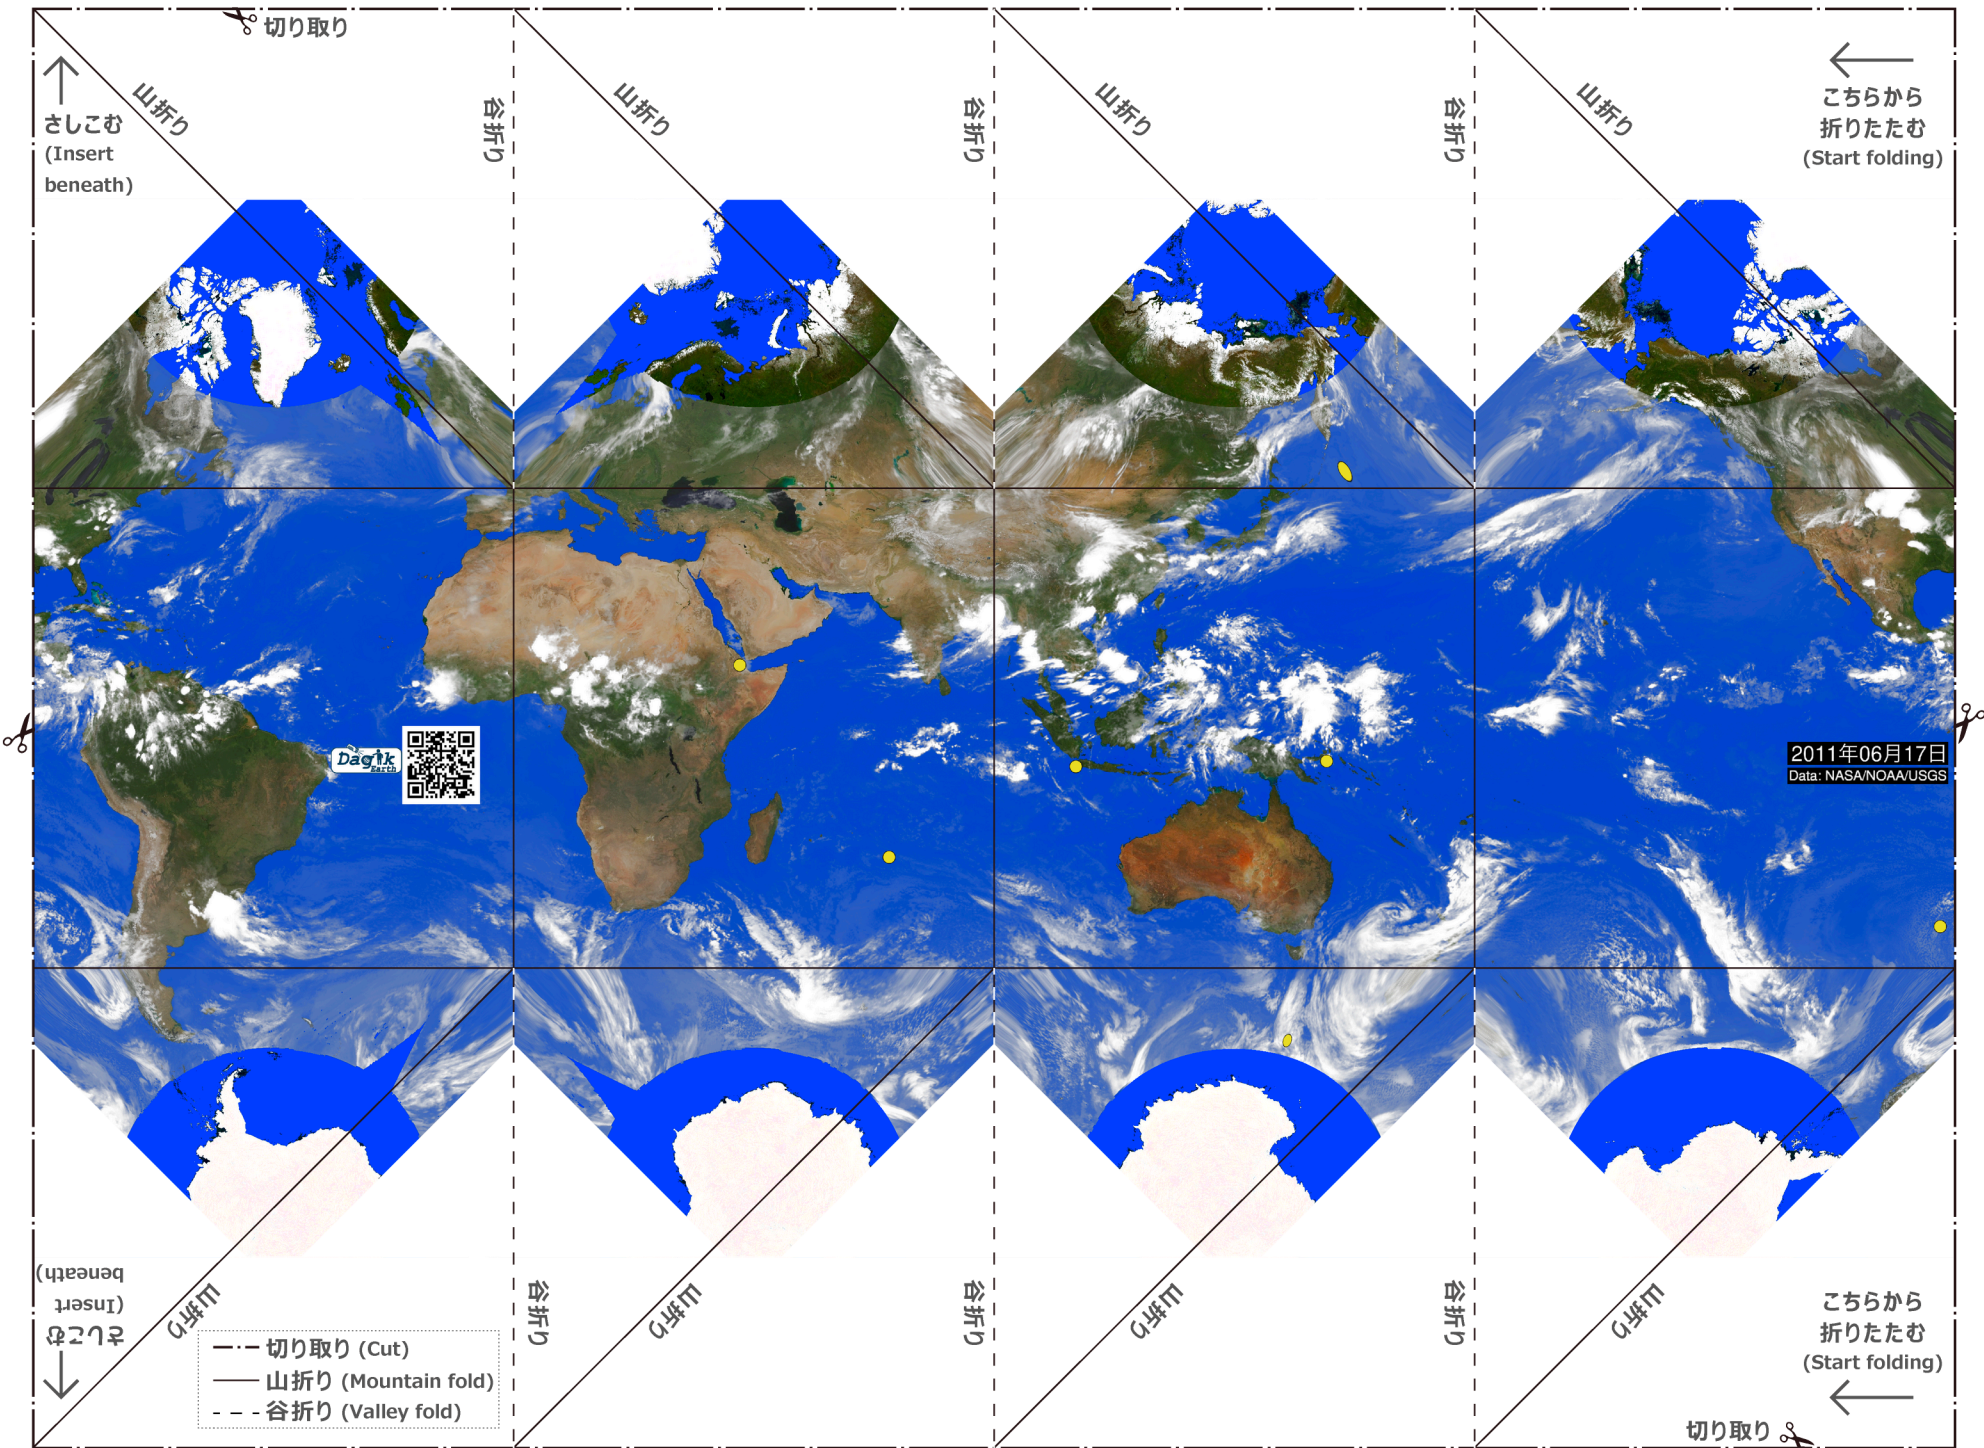 切り取り
さしこむ
(Insert
beneath)
山折り
谷折り
山折り
谷折り
山折り
谷折り
山折り
こちらから
折りたたむ
(Start folding)
Dagik
Earth
2011年06月17日
Data: NASA/NOAA/USGS
さしこむ
(Insert
beneath)
山折り
谷折り
山折り
谷折り
山折り
谷折り
山折り
こちらから
折りたたむ
(Start folding)
切り取り (Cut)
山折り (Mountain fold)
谷折り (Valley fold)
切り取り